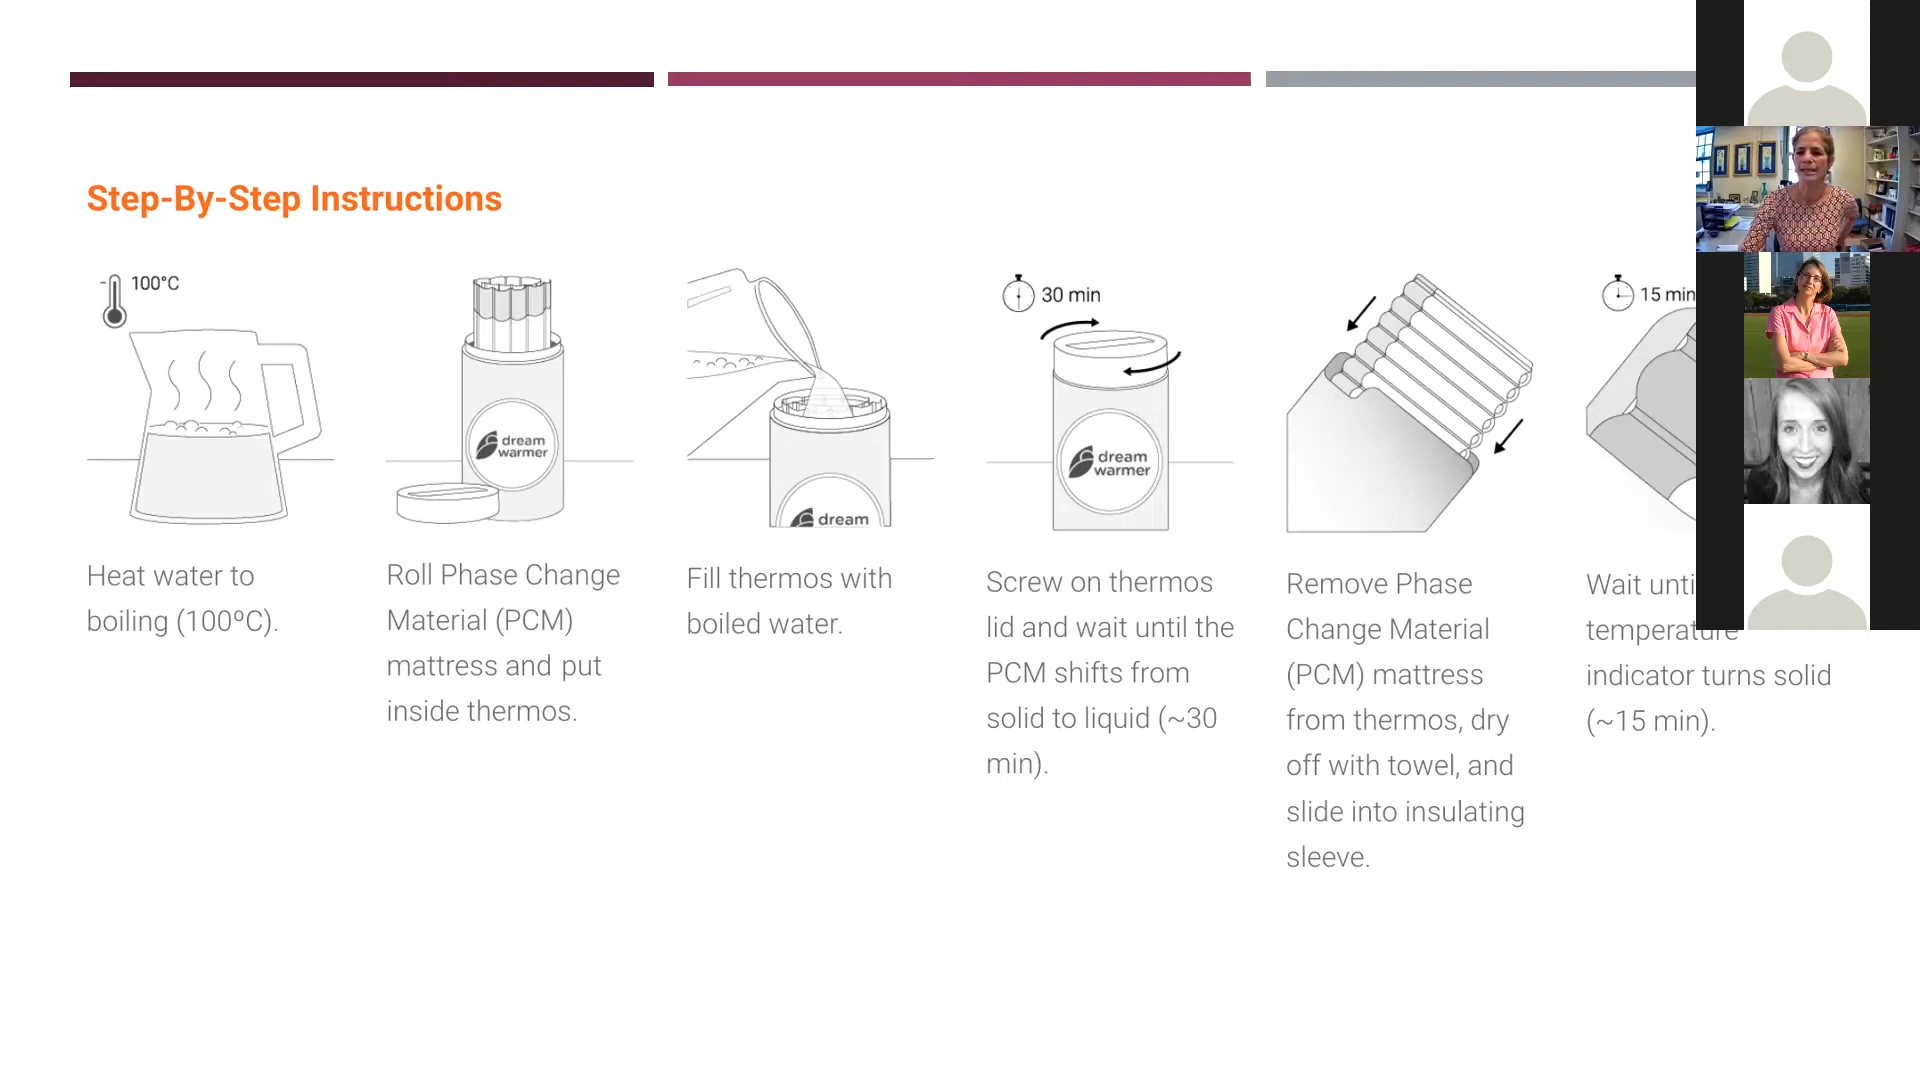 Step-By-Step Instructions
100°C
30 min
15 min
dream
warmer
dream
dream
warmer
Heat water to
boiling (100ºC).
Roll Phase Change
Material (PCM)
mattress and put
inside thermos.
Fill thermos with
boiled water.
Screw on thermos
lid and wait until the
PCM shifts from
solid to liquid (~30
min).
Remove Phase
Change Material
(PCM) mattress
from thermos, dry
off with towel, and
slide into insulating
sleeve.
Wait unti
temperature
indicator turns solid
(~15 min).